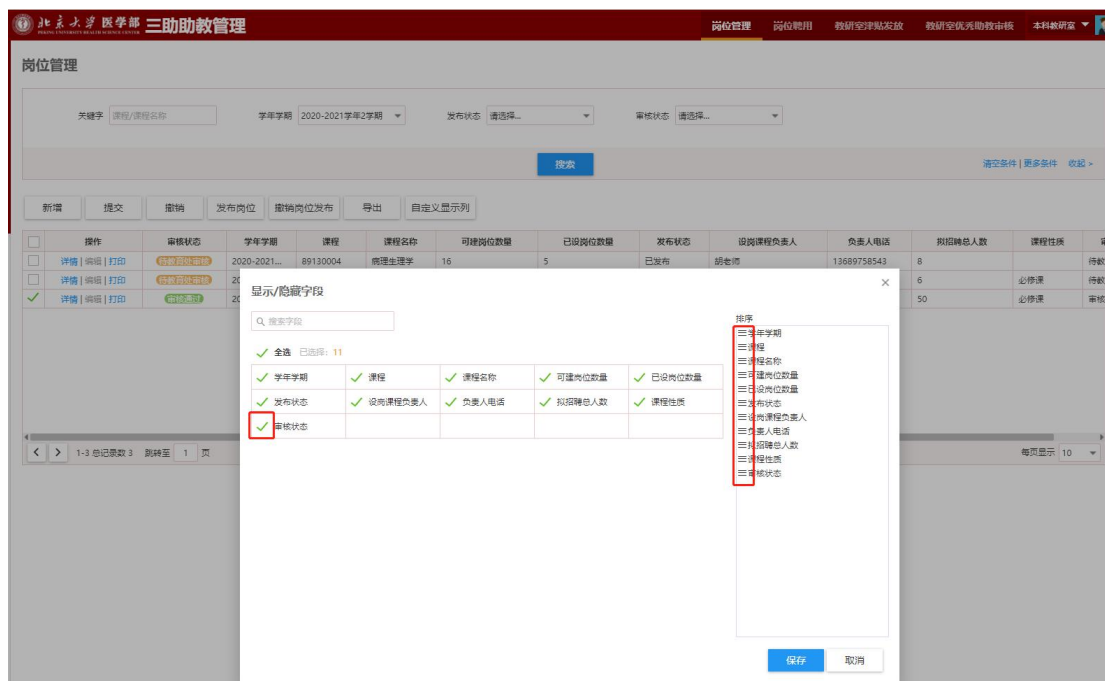 北京大学 医学部 三助助教管理 岗位管理 岗位聘用 教研室津贴发放 教研室优秀助教审核 本科教研室
PEKING UNIVERSITY HEALTH SCIENCE CENTER
岗位管理
关键字 课程/课程名称 学年学期 2020-2021学年2学期 发布状态 请选择... 审核状态 请选择...
搜索 清空条件 | 更多条件 收起
新增 提交 撤销 发布岗位 撤销岗位发布 导出 自定义显示列
操作 审核状态 学年学期 课程 课程名称 可建岗位数量 已设岗位数量 发布状态 设岗课程负责人 负责人电话 拟招聘总人数 课程性质
详情 | 编辑 | 打印 待教育处审核 2020-2021... 89130004 病理生理学 16 5 已发布 胡老师 13689758543 8 待教
详情 | 编辑 | 打印 待教育处审核 20 6 必修课 待教
详情 | 编辑 | 打印 审核通过 20 50 必修课 审核
显示/隐藏字段
搜索字段
排序
全选 已选择: 11
学年学期 课程 课程名称 可建岗位数量 已设岗位数量
发布状态 设岗课程负责人 负责人电话 拟招聘总人数 课程性质
审核状态
学年学期
课程
课程名称
可建岗位数量
已设岗位数量
发布状态
设岗课程负责人
负责人电话
拟招聘总人数
课程性质
审核状态
< > 1-3 总记录数 3 跳转至 1 页 每页显示 10
保存 取消